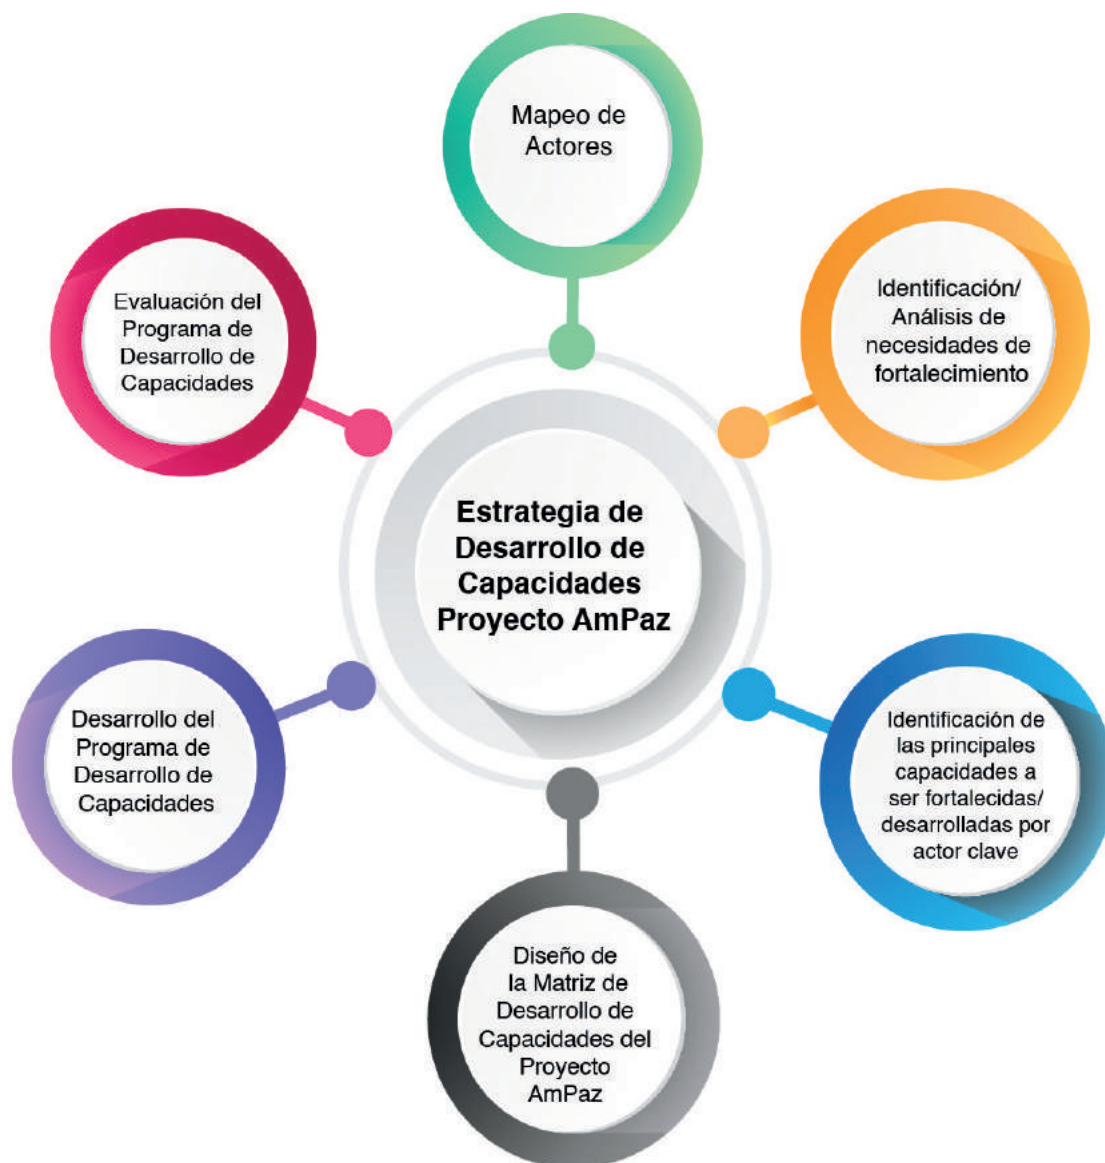 Mapeo de
Actores
Identificación/
Análisis de
necesidades de
fortalecimiento
Identificación de
las principales
capacidades a
ser fortalecidas/
desarrolladas por
actor clave
Diseño de
la Matriz de
Desarrollo de
Capacidades del
Proyecto
AmPaz
Desarrollo del
Programa de
Desarrollo de
Capacidades
Evaluación del
Programa de
Desarrollo de
Capacidades
Estrategia de
Desarrollo de
Capacidades
Proyecto AmPaz